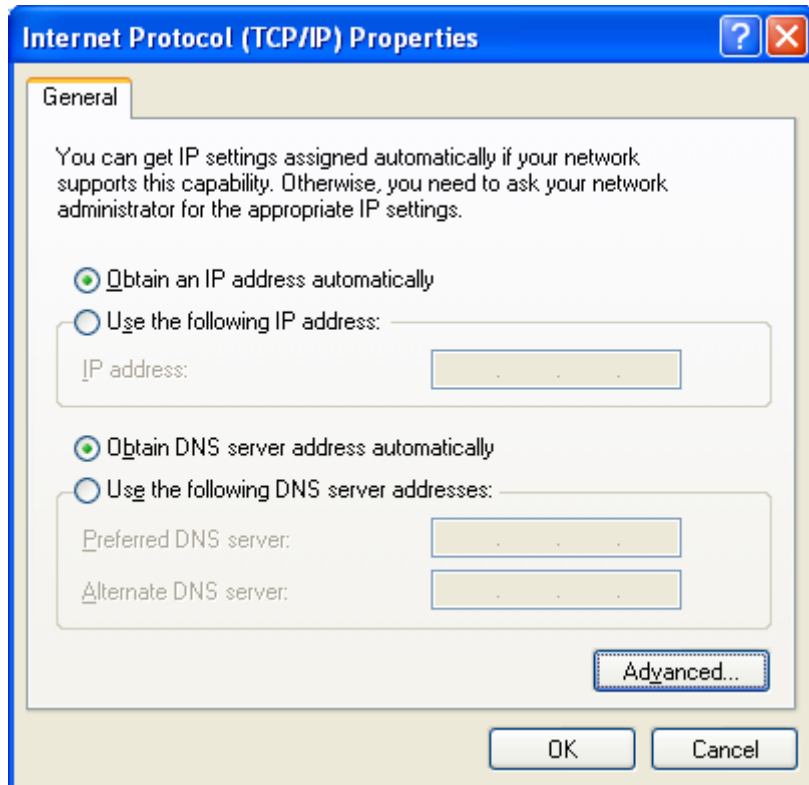 Internet Protocol (TCP/IP) Properties
General
You can get IP settings assigned automatically if your network
supports this capability. Otherwise, you need to ask your network
administrator for the appropriate IP settings.
Obtain an IP address automatically
Use the following IP address:
IP address:
Obtain DNS server address automatically
Use the following DNS server addresses:
Preferred DNS server:
Alternate DNS server:
Advanced...
OK Cancel